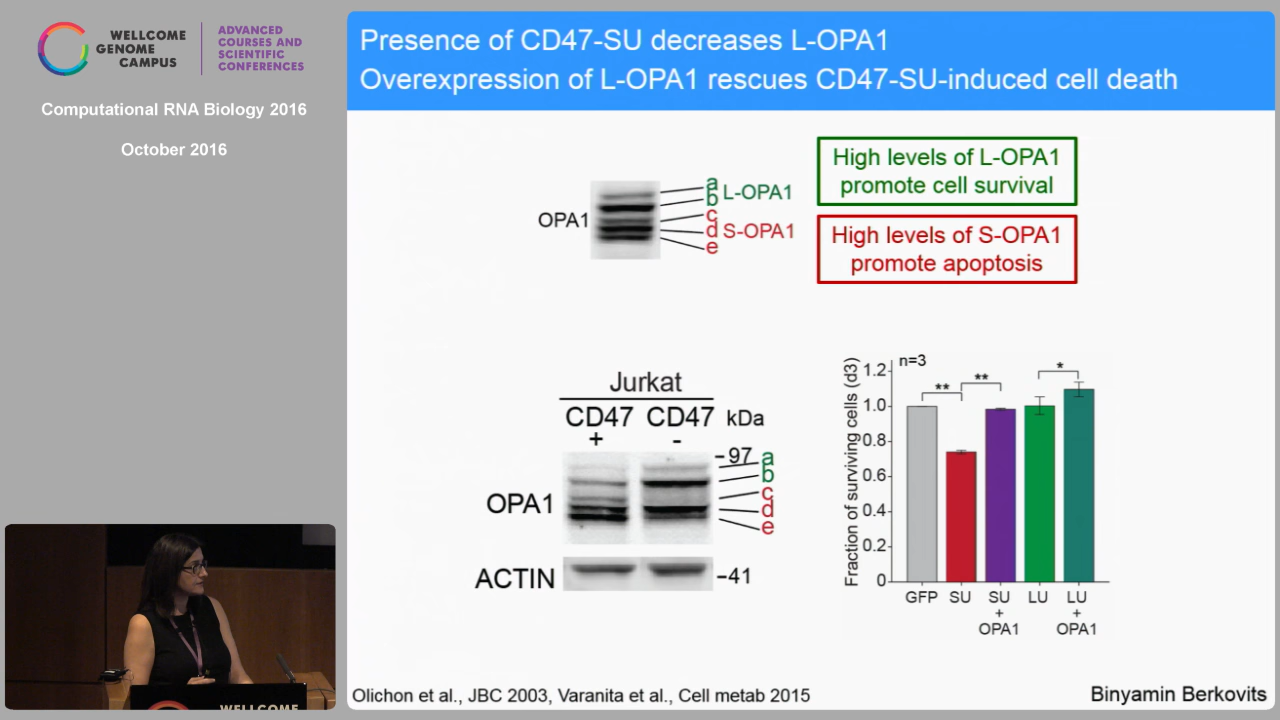 WELLCOME
GENOME
CAMPUS
ADVANCED
COURSES AND
SCIENTIFIC
CONFERENCES
Computational RNA Biology 2016
October 2016
Presence of CD47-SU decreases L-OPA1
Overexpression of L-OPA1 rescues CD47-SU-induced cell death
OPA1
a
b
L-OPA1
c
d
S-OPA1
e
High levels of L-OPA1
promote cell survival
High levels of S-OPA1
promote apoptosis
Jurkat
CD47 CD47 kDa
+ -
-97
a
b
c
d
e
OPA1
ACTIN
-41
n=3
Fraction of surviving cells (d3)
1.2
1.0
0.8
0.6
0.4
0.2
0
** ** *
GFP SU SU LU LU
+ +
OPA1 OPA1
Olichon et al., JBC 2003, Varanita et al., Cell metab 2015
Binyamin Berkovits
WELLCOME